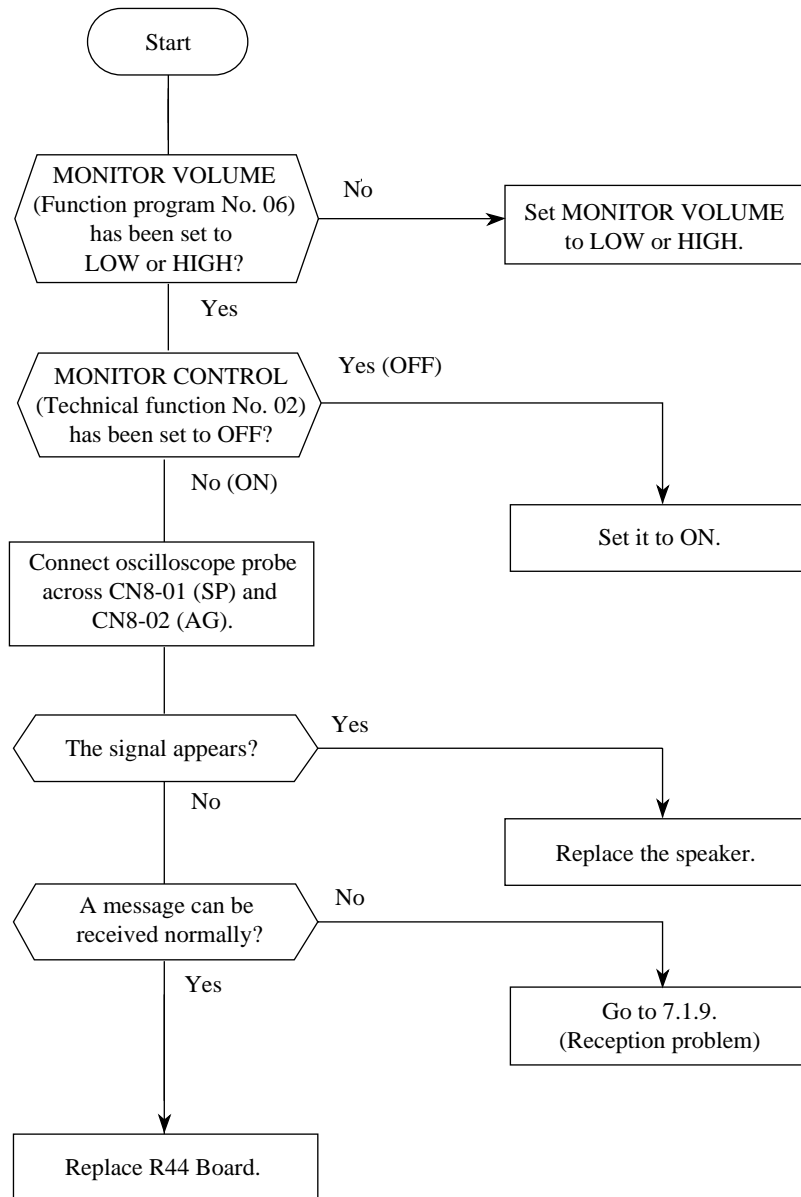 Start
MONITOR VOLUME
(Function program No. 06)
has been set to
LOW or HIGH?
No
Set MONITOR VOLUME
to LOW or HIGH.
Yes
MONITOR CONTROL
(Technical function No. 02)
has been set to OFF?
Yes (OFF)
No (ON)
Set it to ON.
Connect oscilloscope probe
across CN8-01 (SP) and
CN8-02 (AG).
The signal appears?
Yes
No
Replace the speaker.
A message can be
received normally?
No
Yes
Go to 7.1.9.
(Reception problem)
Replace R44 Board.